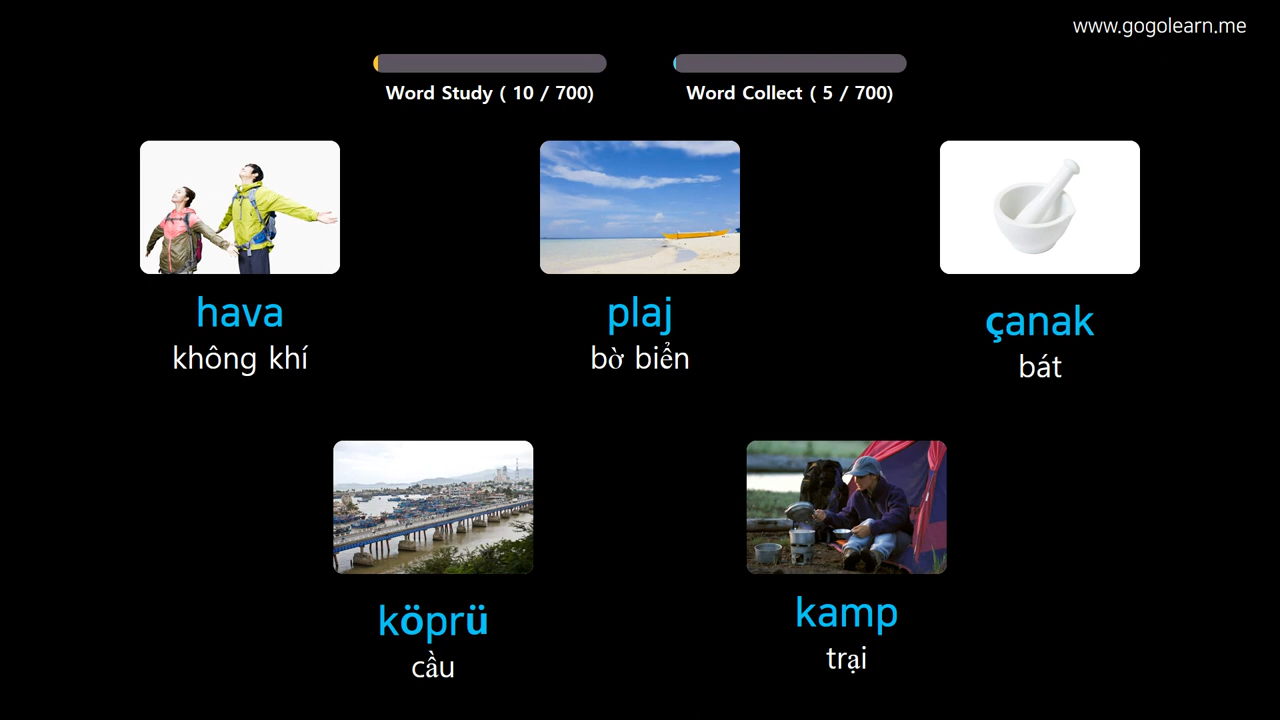 www.gogolearn.me
Word Study ( 10 / 700)
Word Collect ( 5 / 700)
hava
không khí
plaj
bờ biển
çanak
bát
köprü
cầu
kamp
trại